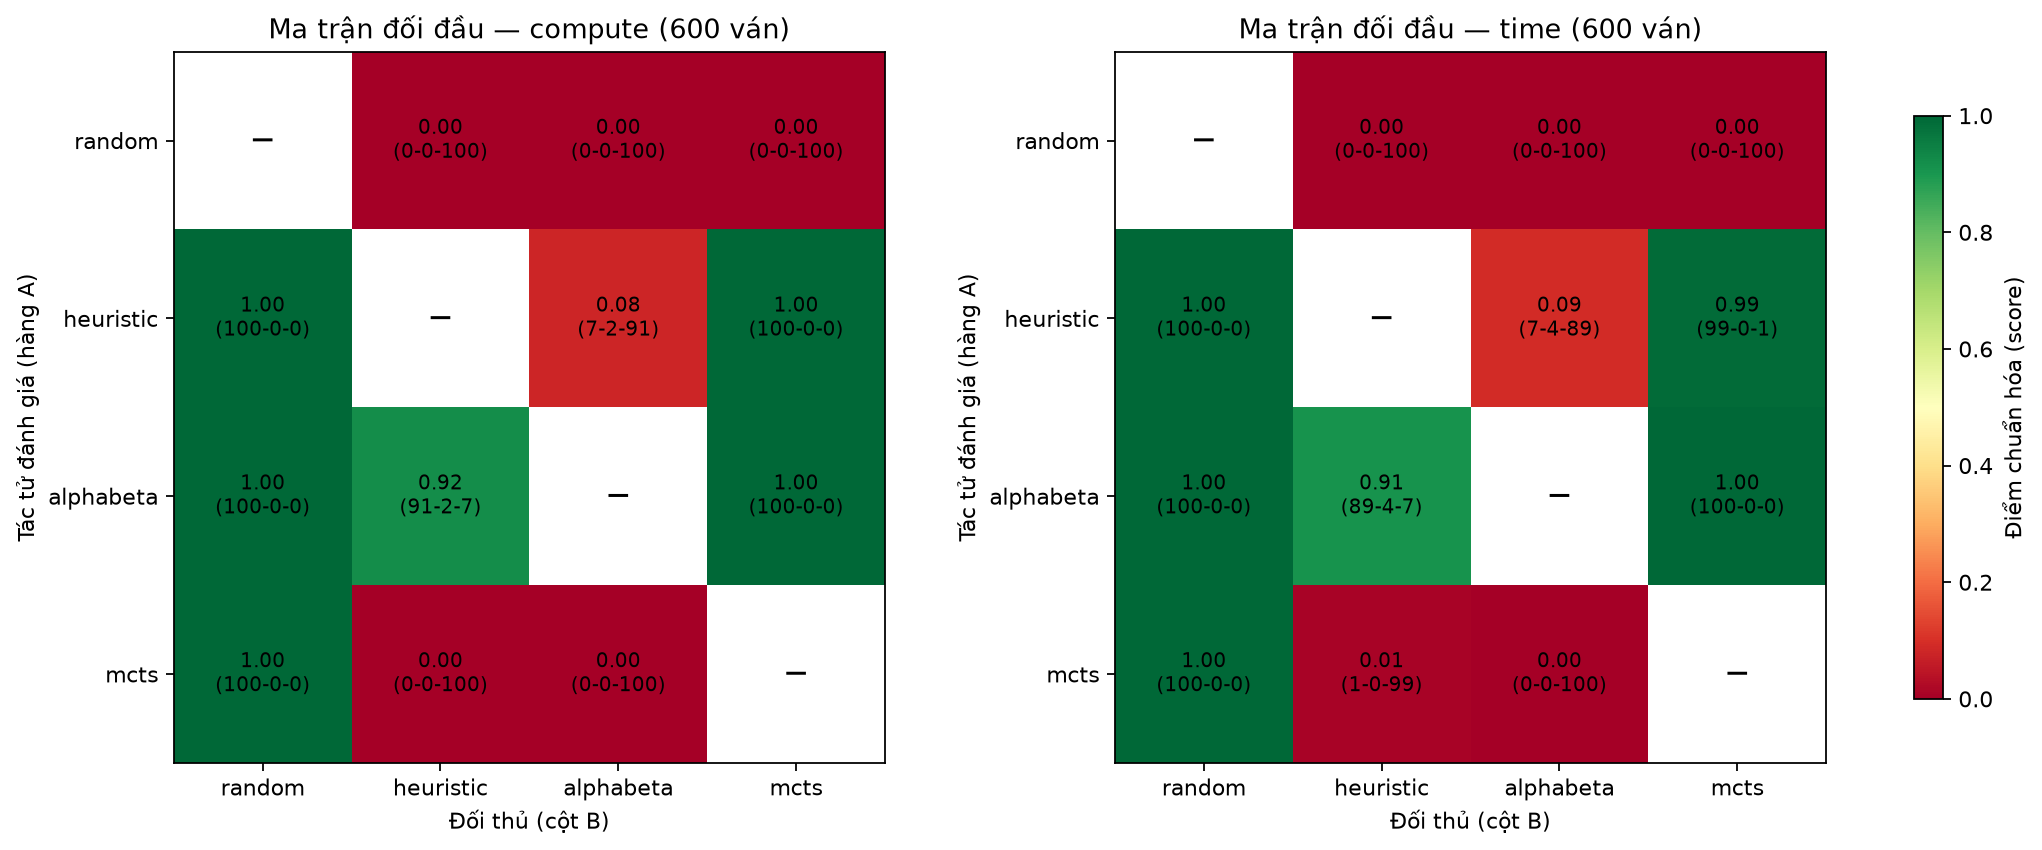 Ma trận đối đầu — compute (600 ván)
Tác tử đánh giá (hàng A)
random
heuristic
alphabeta
mcts
— 0.00 0.00 0.00
(0-0-100) (0-0-100) (0-0-100)
1.00 — 0.08 1.00
(100-0-0) (7-2-91) (100-0-0)
1.00 0.92 — 1.00
(100-0-0) (91-2-7) (100-0-0)
1.00 0.00 0.00 —
(100-0-0) (0-0-100) (0-0-100)
random heuristic alphabeta mcts
Đối thủ (cột B)
Ma trận đối đầu — time (600 ván)
Tác tử đánh giá (hàng A)
random
heuristic
alphabeta
mcts
— 0.00 0.00 0.00
(0-0-100) (0-0-100) (0-0-100)
1.00 — 0.09 0.99
(100-0-0) (7-4-89) (99-0-1)
1.00 0.91 — 1.00
(100-0-0) (89-4-7) (100-0-0)
1.00 0.01 0.00 —
(100-0-0) (1-0-99) (0-0-100)
random heuristic alphabeta mcts
Đối thủ (cột B)
1.0
0.8
0.6
0.4
0.2
0.0
Điểm chuẩn hóa (score)